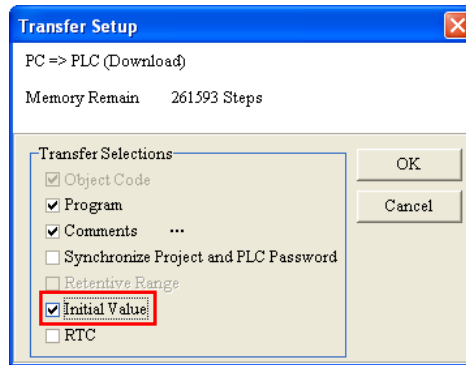 Transfer Setup
PC => PLC (Download)
Memory Remain 261593 Steps
Transfer Selections
Object Code
OK
Program
Cancel
Comments ...
Synchronize Project and PLC Password
Retentive Range
Initial Value
RTC